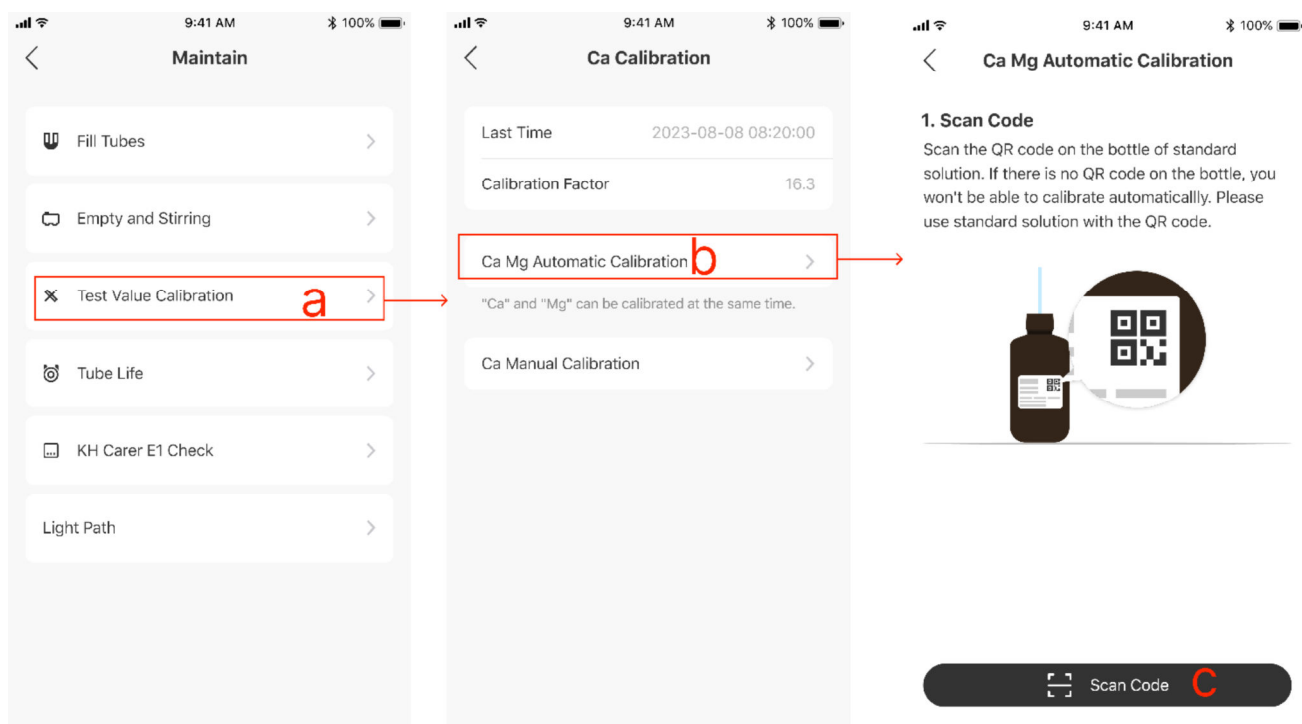 9:41 AM
100%
Maintain
Fill Tubes
Empty and Stirring
Test Value Calibration
a
Tube Life
KH Carer E1 Check
Light Path
9:41 AM
100%
Ca Calibration
Last Time
2023-08-08 08:20:00
Calibration Factor
16.3
Ca Mg Automatic Calibration
b
"Ca" and "Mg" can be calibrated at the same time.
Ca Manual Calibration
9:41 AM
100%
Ca Mg Automatic Calibration
1. Scan Code
Scan the QR code on the bottle of standard
solution. If there is no QR code on the bottle, you
won't be able to calibrate automaticallly. Please
use standard solution with the QR code.
Scan Code
C